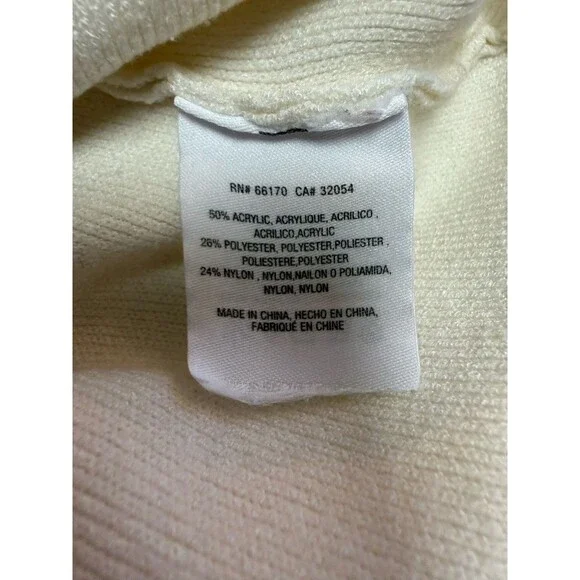 RN# 66170 CA# 32054
50% ACRYLIC, ACRYLIQUE, ACRILICO ,
ACRILICO,ACRYLIC
26% POLYESTER, POLYESTER,POLIESTER ,
POLIESTERE,POLYESTER
24% NYLON , NYLON,NAILON O POLIAMIDA,
NYLON, NYLON
MADE IN CHINA, HECHO EN CHINA,
FABRIQUÉ EN CHINE